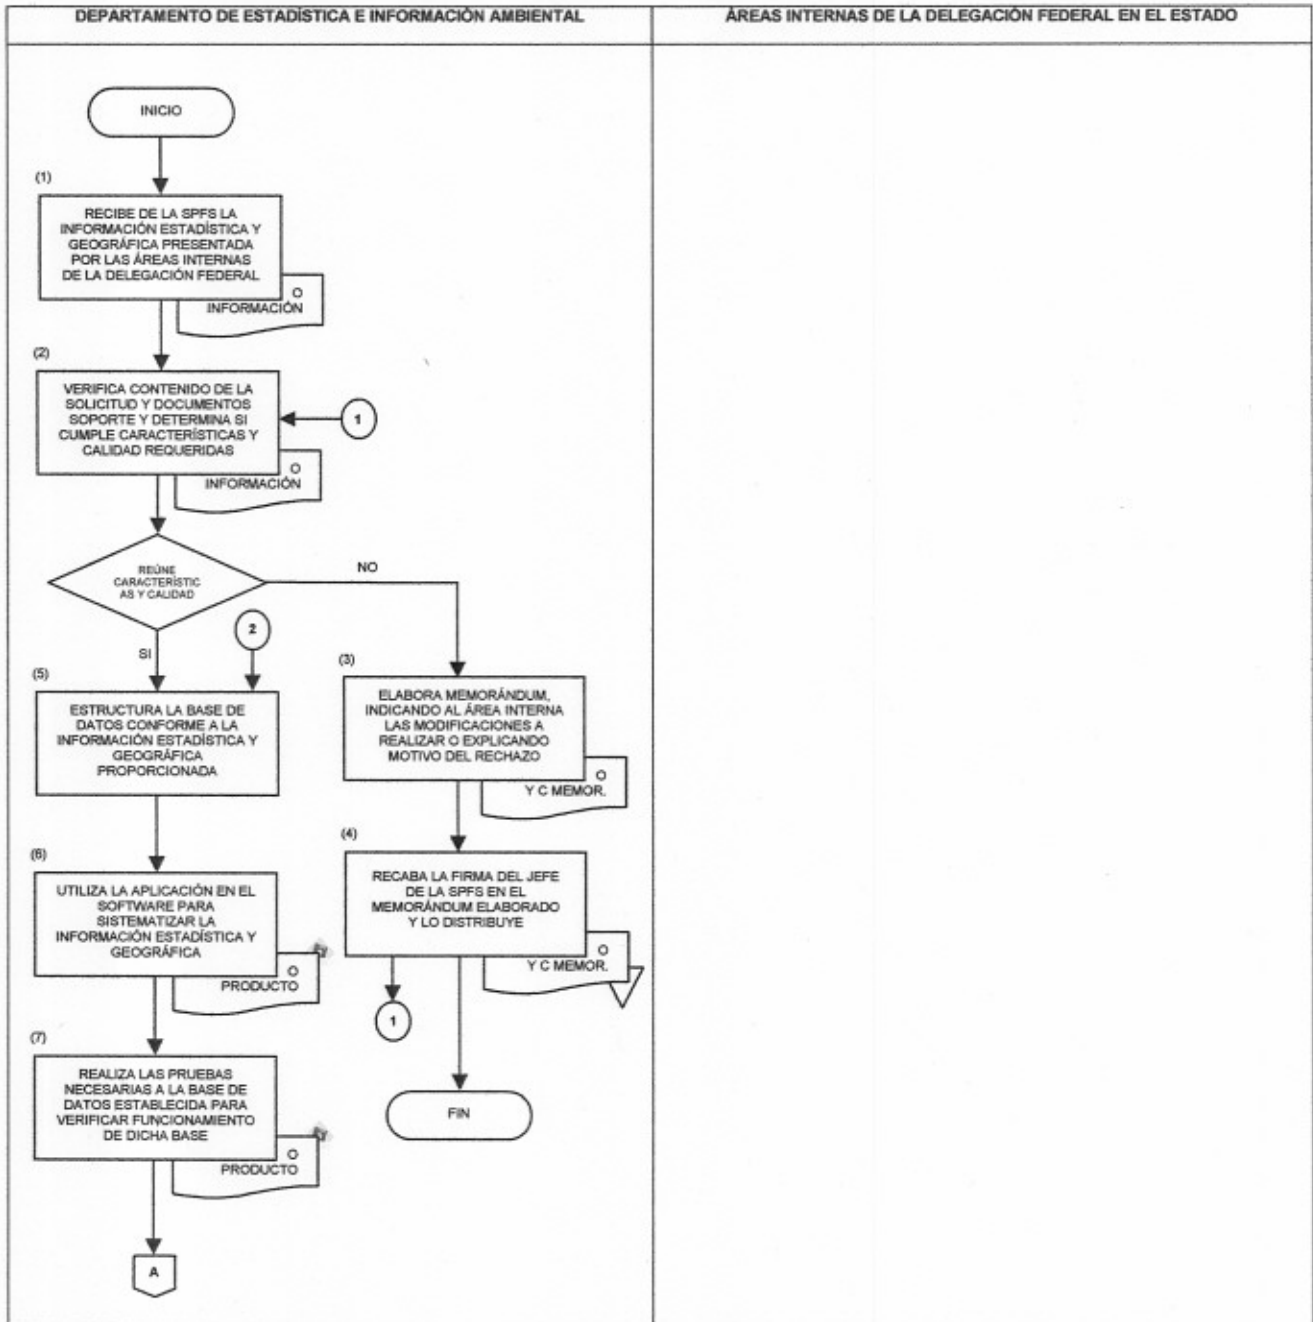 DEPARTAMENTO DE ESTADÍSTICA E INFORMACIÓN AMBIENTAL
ÁREAS INTERNAS DE LA DELEGACIÓN FEDERAL EN EL ESTADO
INICIO
(1)
RECIBE DE LA SPFS LA
INFORMACIÓN ESTADÍSTICA Y
GEOGRÁFICA PRESENTADA
POR LAS ÁREAS INTERNAS
DE LA DELEGACIÓN FEDERAL
O
INFORMACIÓN
(2)
VERIFICA CONTENIDO DE LA
SOLICITUD Y DOCUMENTOS
SOPORTE Y DETERMINA SI
CUMPLE CARACTERÍSTICAS Y
CALIDAD REQUERIDAS
1
O
INFORMACIÓN
REÚNE
CARACTERÍSTIC
AS Y CALIDAD
NO
SI
2
(5)
ESTRUCTURA LA BASE DE
DATOS CONFORME A LA
INFORMACIÓN ESTADÍSTICA Y
GEOGRÁFICA
PROPORCIONADA
(3)
ELABORA MEMORÁNDUM,
INDICANDO AL ÁREA INTERNA
LAS MODIFICACIONES A
REALIZAR O EXPLICANDO
MOTIVO DEL RECHAZO
O
Y C MEMOR.
(6)
UTILIZA LA APLICACIÓN EN EL
SOFTWARE PARA
SISTEMATIZAR LA
INFORMACIÓN ESTADÍSTICA Y
GEOGRÁFICA
O
PRODUCTO
(4)
RECABA LA FIRMA DEL JEFE
DE LA SPFS EN EL
MEMORÁNDUM ELABORADO
Y LO DISTRIBUYE
O
Y C MEMOR.
1
(7)
REALIZA LAS PRUEBAS
NECESARIAS A LA BASE DE
DATOS ESTABLECIDA PARA
VERIFICAR FUNCIONAMIENTO
DE DICHA BASE
O
PRODUCTO
FIN
A